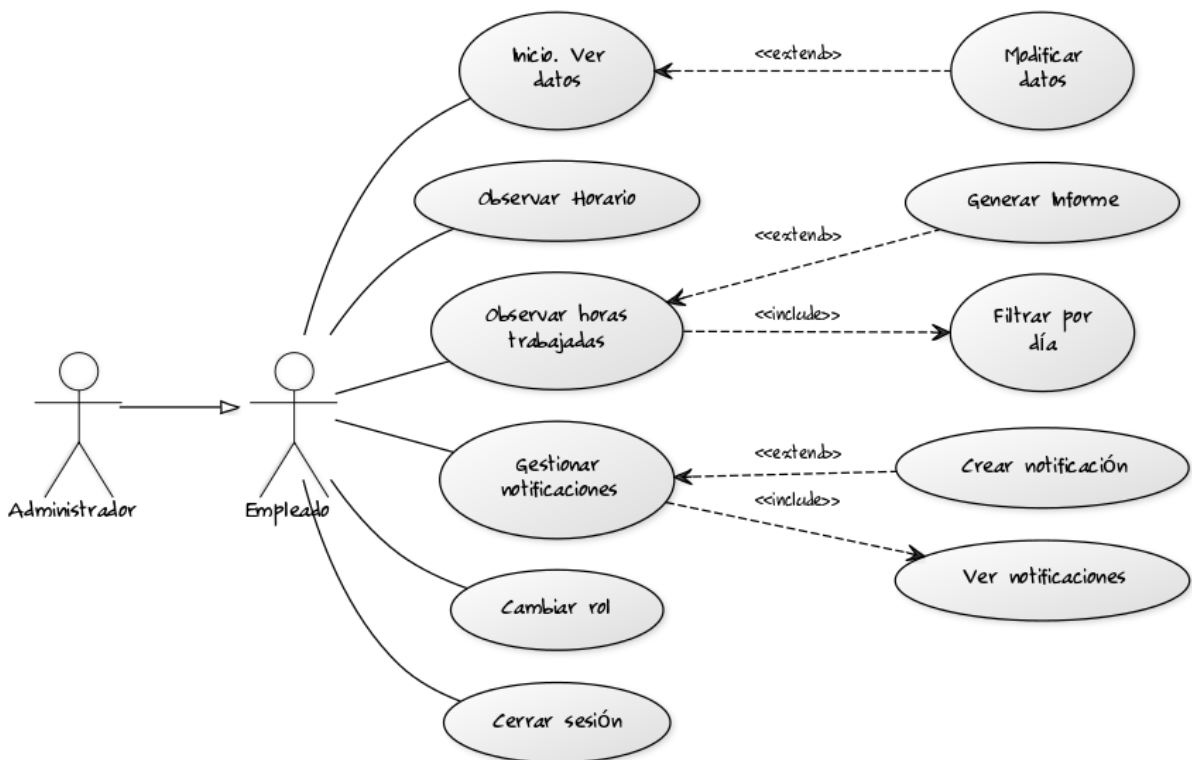 Inicio. Ver
datos
<<extend>>
Modificar
datos
Observar Horario
Generar Informe
<<extend>>
Observar horas
trabajadas
<<include>>
Filtrar por
día
Gestionar
notificaciones
<<extend>>
Crear notificación
<<include>>
Ver notificaciones
Administrador
Empleado
Cambiar rol
Cerrar sesión